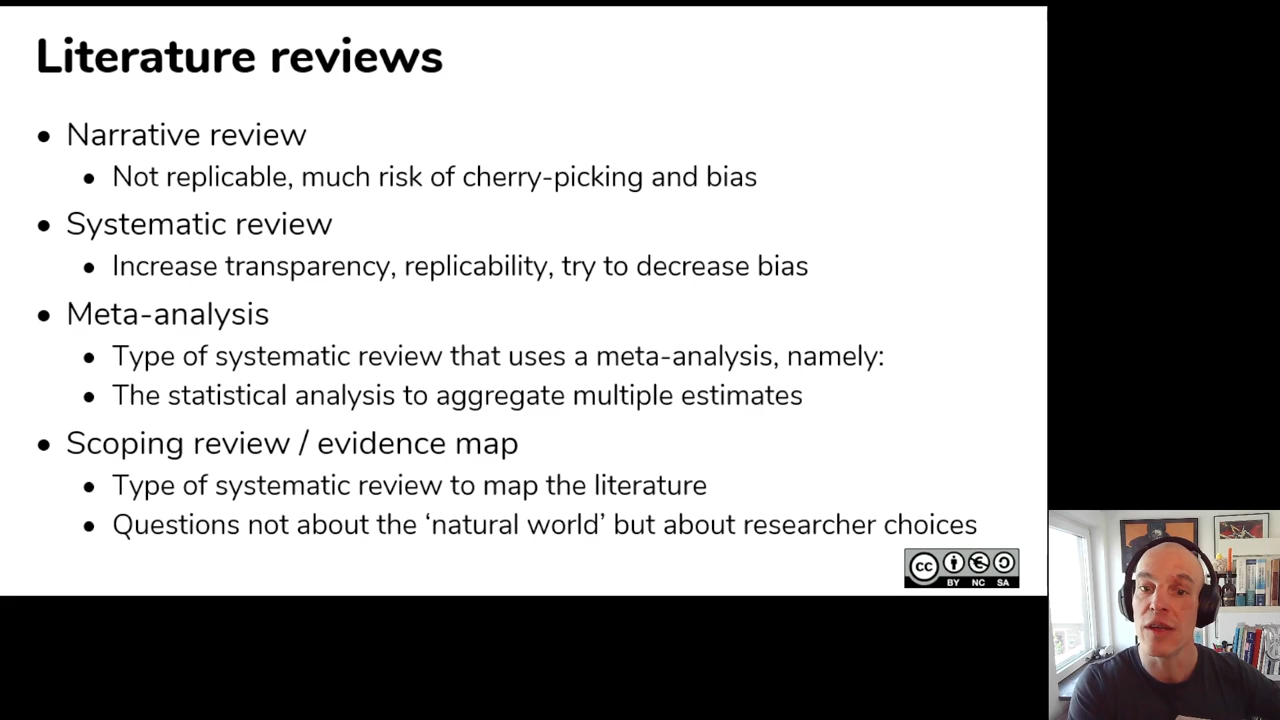 Literature reviews
• Narrative review
• Not replicable, much risk of cherry-picking and bias
• Systematic review
• Increase transparency, replicability, try to decrease bias
• Meta-analysis
• Type of systematic review that uses a meta-analysis, namely:
• The statistical analysis to aggregate multiple estimates
• Scoping review / evidence map
• Type of systematic review to map the literature
• Questions not about the ‘natural world’ but about researcher choices
cc
BY NC SA